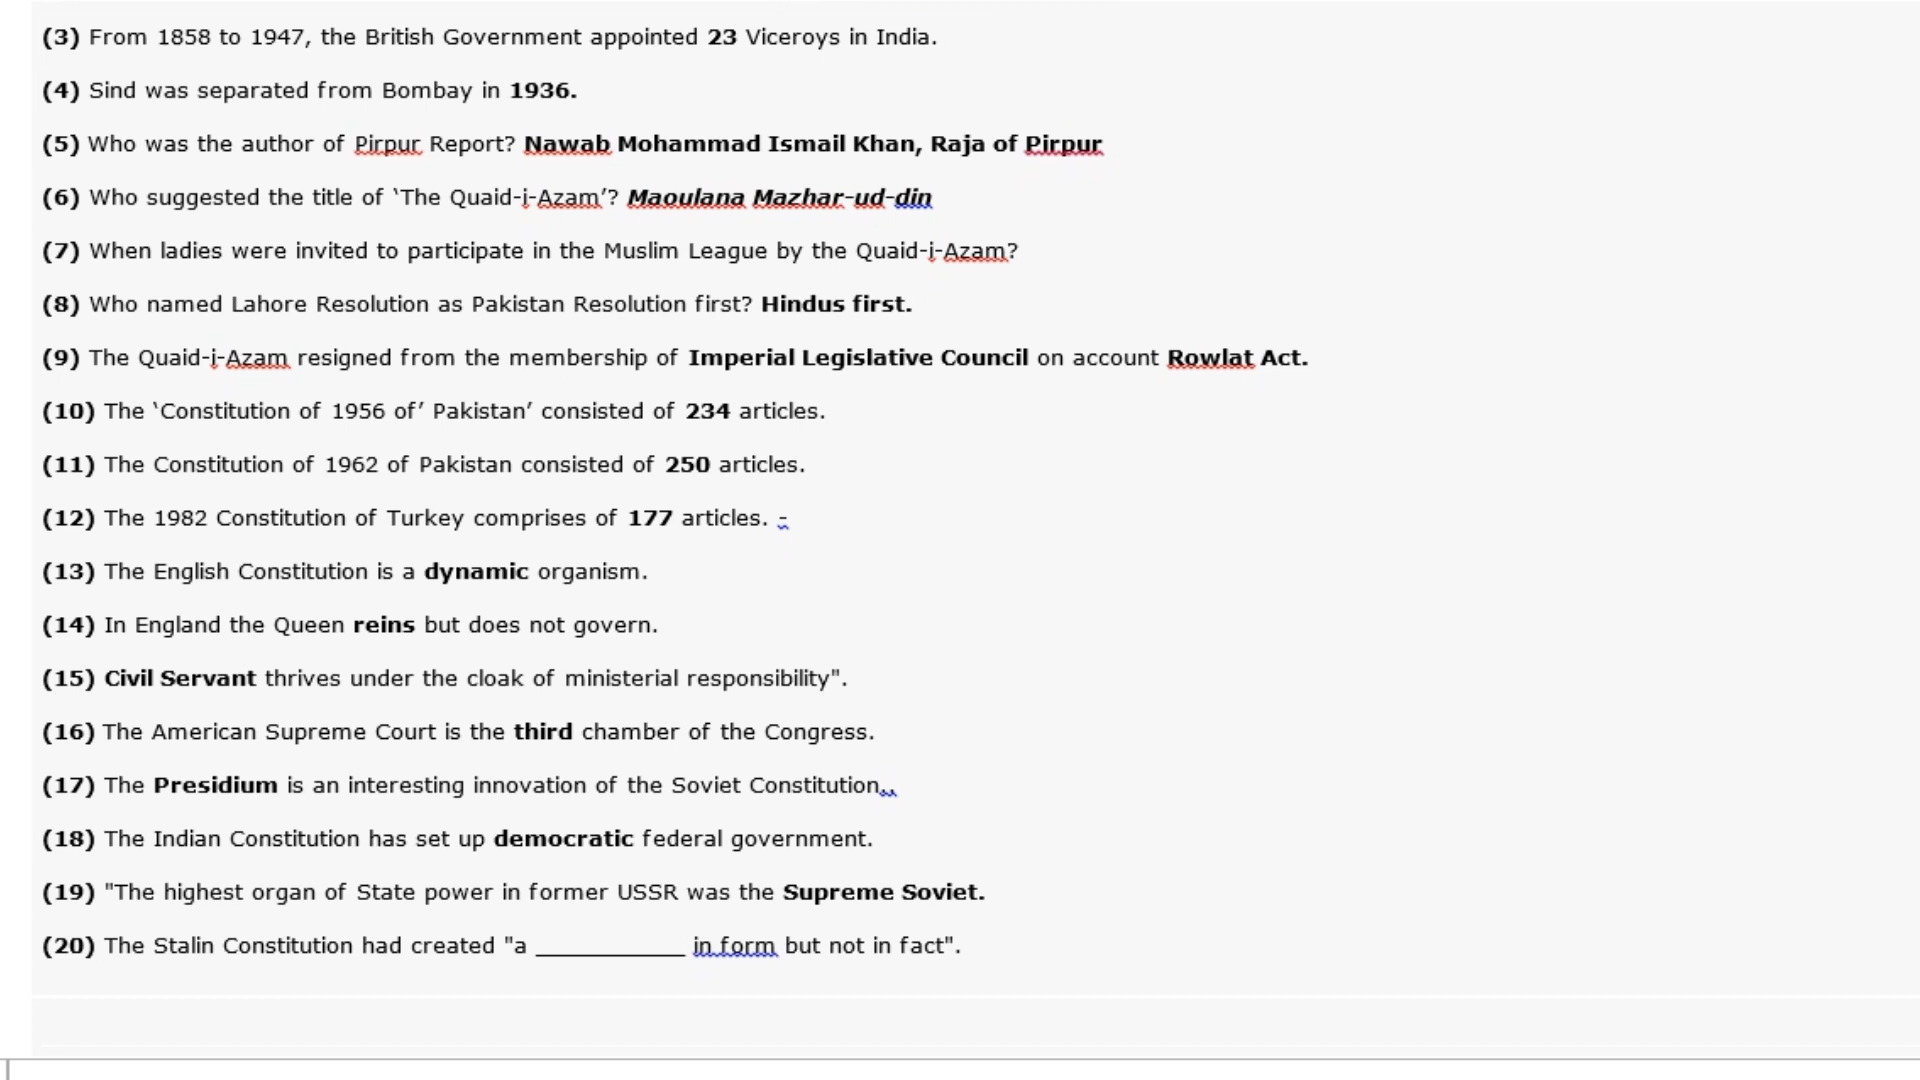 (3) From 1858 to 1947, the British Government appointed 23 Viceroys in India.
(4) Sind was separated from Bombay in 1936.
(5) Who was the author of Pirpur Report? Nawab Mohammad Ismail Khan, Raja of Pirpur
(6) Who suggested the title of ‘The Quaid-i-Azam’? Maoulana Mazhar-ud-din
(7) When ladies were invited to participate in the Muslim League by the Quaid-i-Azam?
(8) Who named Lahore Resolution as Pakistan Resolution first? Hindus first.
(9) The Quaid-i-Azam resigned from the membership of Imperial Legislative Council on account Rowlat Act.
(10) The ‘Constitution of 1956 of’ Pakistan’ consisted of 234 articles.
(11) The Constitution of 1962 of Pakistan consisted of 250 articles.
(12) The 1982 Constitution of Turkey comprises of 177 articles. -
(13) The English Constitution is a dynamic organism.
(14) In England the Queen reins but does not govern.
(15) Civil Servant thrives under the cloak of ministerial responsibility".
(16) The American Supreme Court is the third chamber of the Congress.
(17) The Presidium is an interesting innovation of the Soviet Constitution..
(18) The Indian Constitution has set up democratic federal government.
(19) "The highest organ of State power in former USSR was the Supreme Soviet.
(20) The Stalin Constitution had created "a ___________ in form but not in fact".